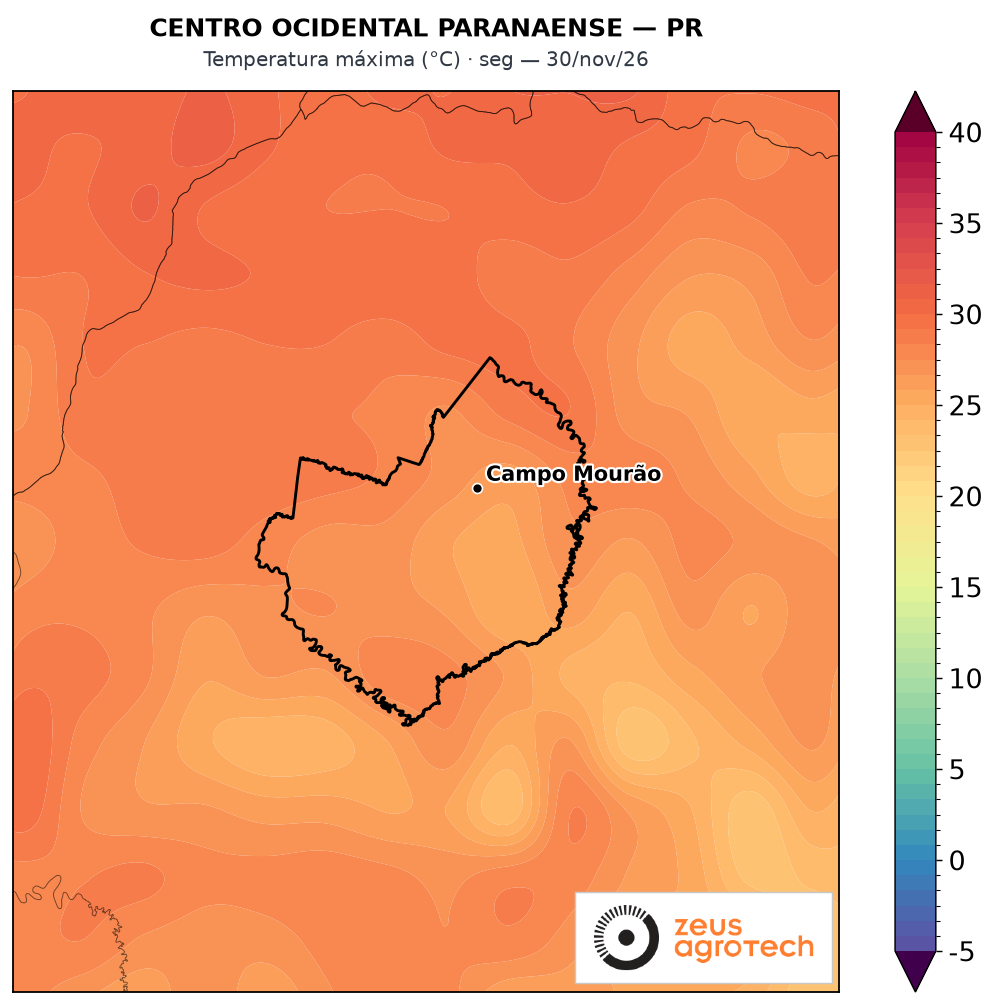 CENTRO OCIDENTAL PARANAENSE — PR
Temperatura máxima (°C) · seg — 30/nov/26
Campo Mourão
40
35
30
25
20
15
10
5
0
-5
zeus
agrotech